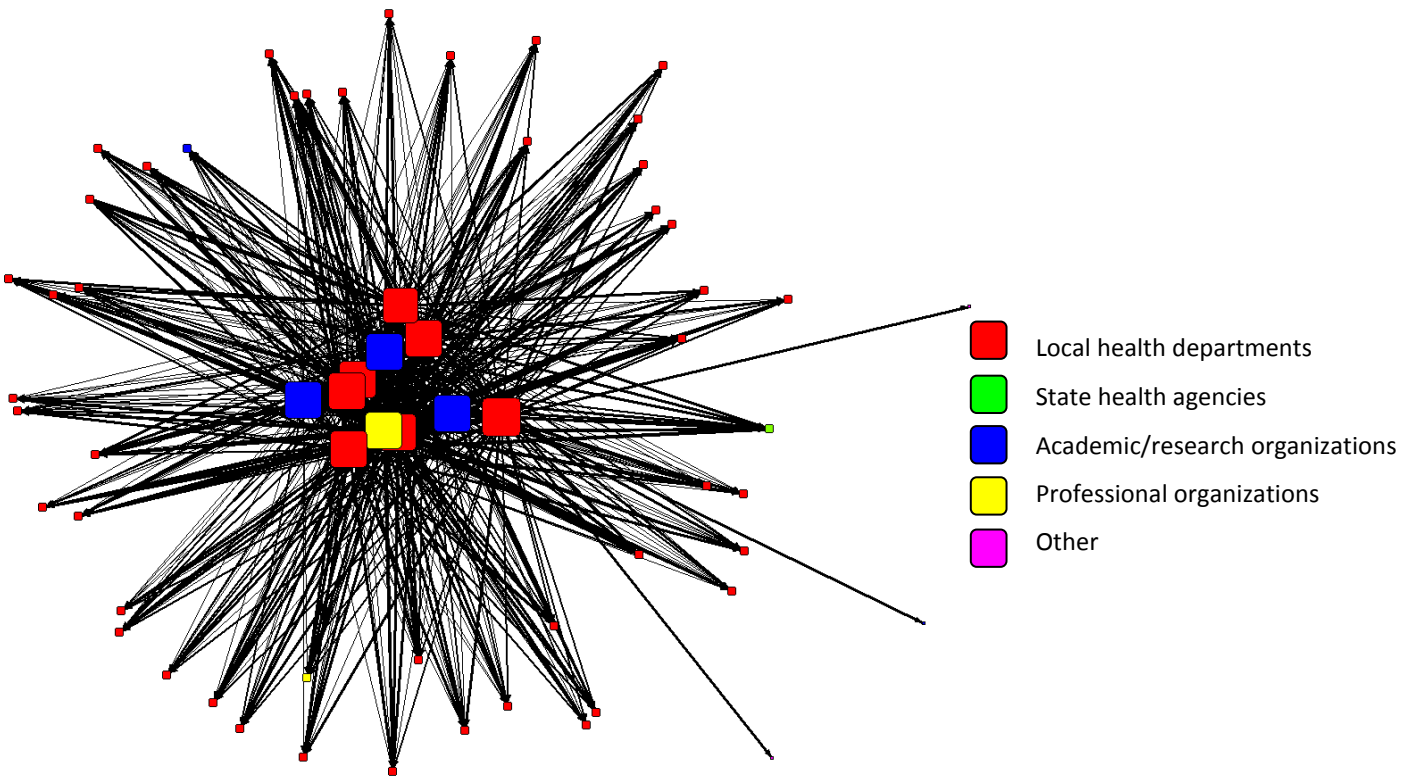 Local health departments
State health agencies
Academic/research organizations
Professional organizations
Other